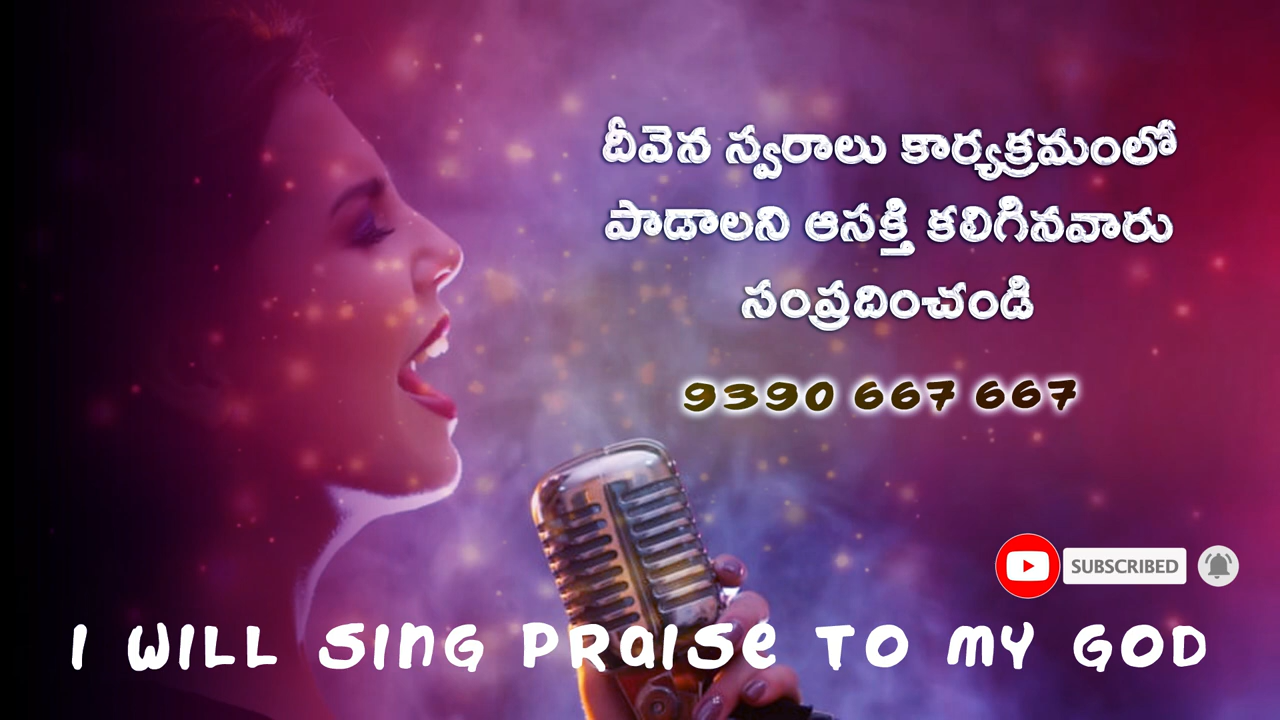 దీవెన స్వరాలు కార్యక్రమంలో
పాడాలని ఆసక్తి కలిగినవారు
సంప్రదించండి
9390 667 667
SUBSCRIBED
I WILL SING PRAISE TO MY GOD